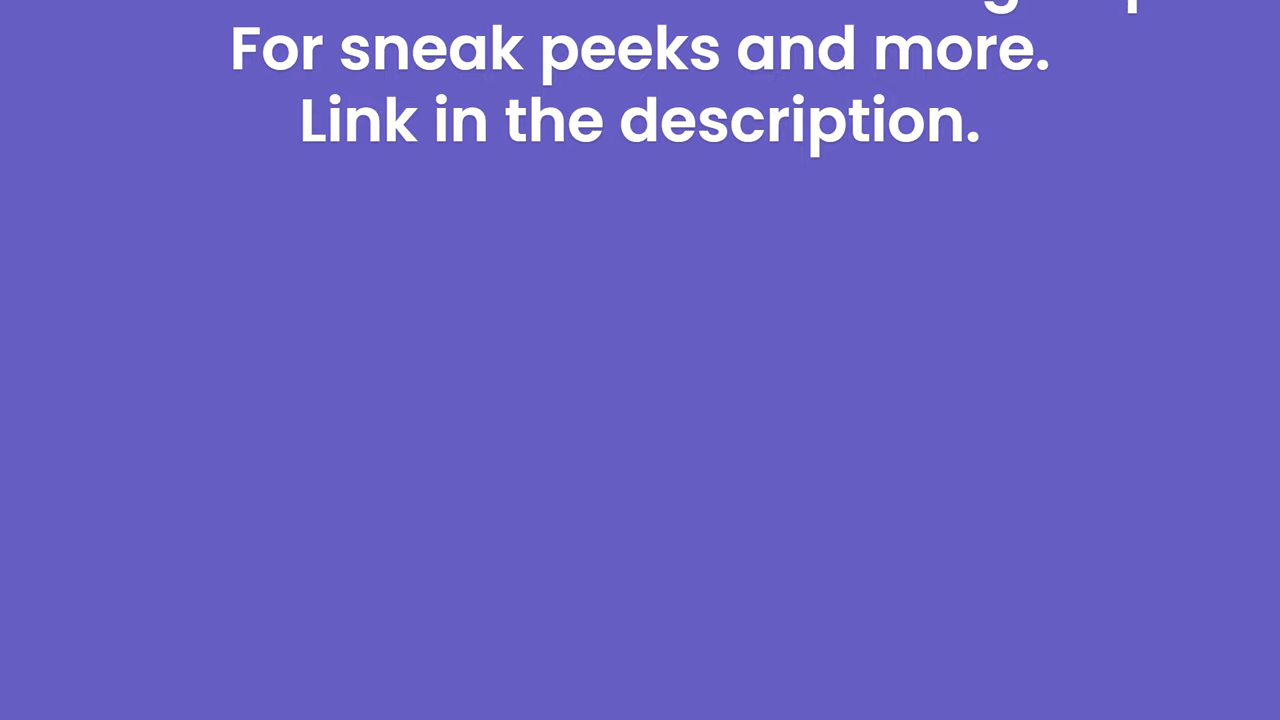 For sneak peeks and more.
Link in the description.